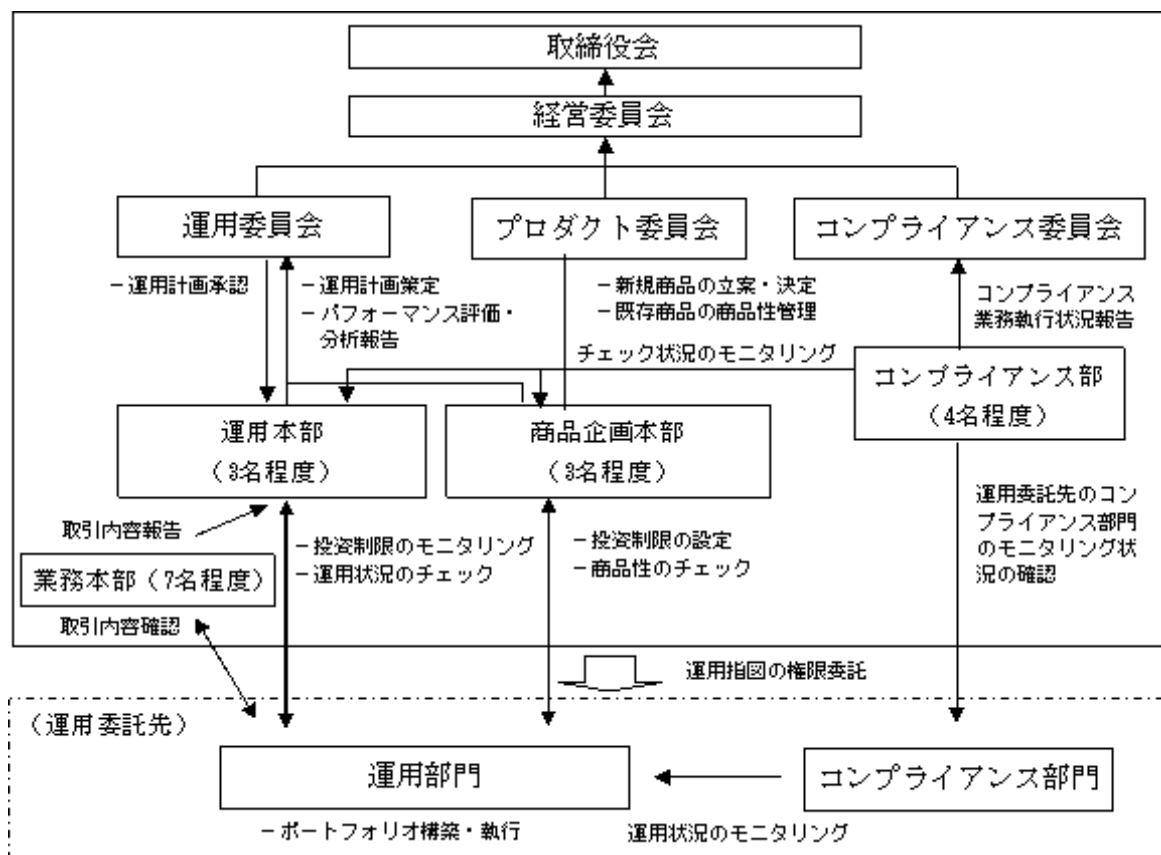 取締役会
経営委員会
運用委員会
プロダクト委員会
コンプライアンス委員会
－運用計画承認
－運用計画策定
－パフォーマンス評価・
分析報告
－新規商品の立案・決定
－既存商品の商品性管理
コンプライアンス
業務執行状況報告
チェック状況のモニタリング
コンプライアンス部
（4名程度）
運用本部
（3名程度）
商品企画本部
（3名程度）
取引内容報告
－投資制限のモニタリング
－運用状況のチェック
－投資制限の設定
－商品性のチェック
運用委託先のコン
プライアンス部門
のモニタリング状
況の確認
業務本部（7名程度）
取引内容確認
運用指図の権限委託
（運用委託先）
運用部門
コンプライアンス部門
－ポートフォリオ構築・執行
運用状況のモニタリング